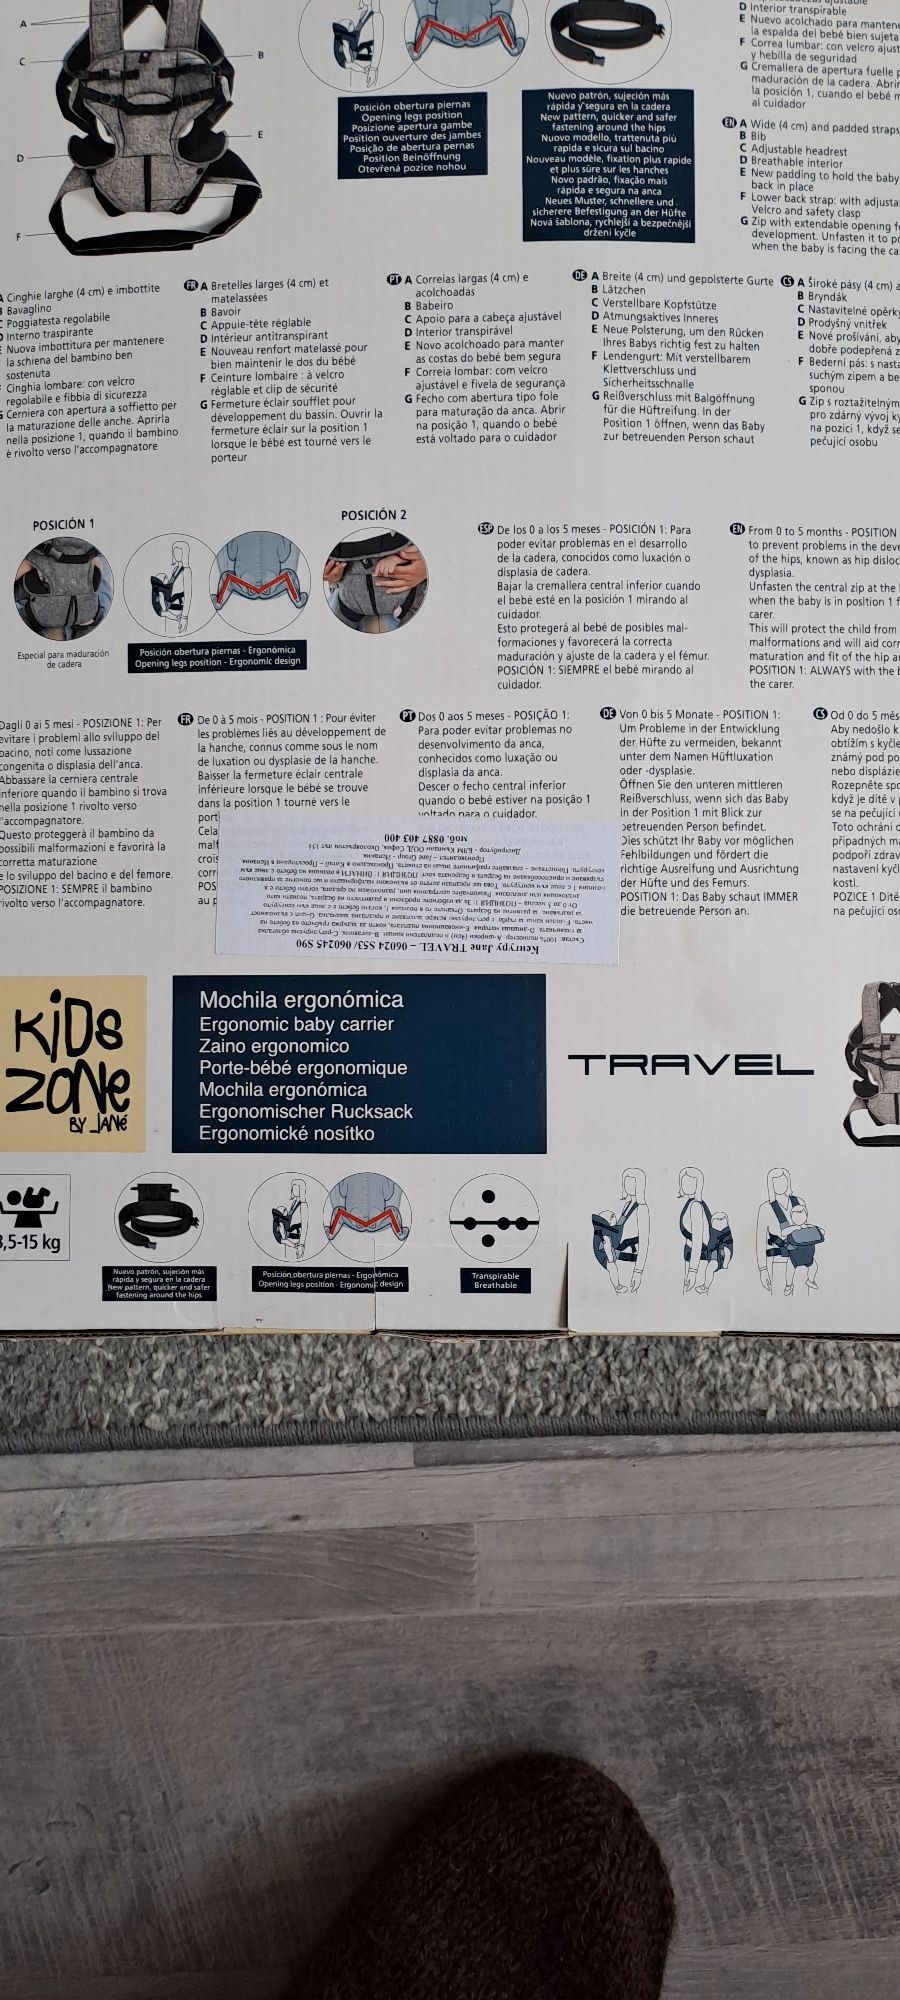 A
C
D
F
B
E
Posición obertura piernas
Opening legs position
Posizione apertura gambe
Position ouverture des jambes
Posição de abertura pernas
Position Beinöffnung
Otevřená pozice nohou
Nuevo patrón, sujeción más
rápida y segura en la cadera
New pattern, quicker and safer
fastening around the hips
Nuovo modello, trattenuta più
rapida e sicura sul bacino
Nouveau modèle, fixation plus rapide
et plus sûre sur les hanches
Novo padrão, fixação mais
rápida e segura na anca
Neues Muster, schnellere und
sicherere Befestigung an der Hüfte
Nová šablona, rychlejší a bezpečnější
držení kyčle
D Interior transpirable
E Nuevo acolchado para
la espalda del bebé bien sujeta
F Correa lumbar: con velcro
y hebilla de seguridad
G Cremallera de apertura fuelle
maduración de la cadera.
la posición 1, cuando el bebé
al cuidador
EN A Wide (4 cm) and padded straps
B Bib
C Adjustable headrest
D Breathable interior
E New padding to hold the baby
back in place
F Lower back strap: with
Velcro and safety clasp
G Zip with extendable opening
development. Unfasten it to
when the baby is facing the
A Cinghie larghe (4 cm) e imbottite
B Bavaglino
C Poggiatesta regolabile
D Interno traspirante
E Nuova imbottitura per mantenere
la schiena del bambino ben
sostenuta
F Cinghia lombare: con velcro
regolabile e fibbia di sicurezza
G Cerniera con apertura a soffietto per
la maturazione delle anche. Aprirla
nella posizione 1, quando il bambino
è rivolto verso l'accompagnatore
FR A Bretelles larges (4 cm) et
matelassées
B Bavoir
C Appuie-tête réglable
D Intérieur antitranspirant
E Nouveau renfort matelassé pour
bien maintenir le dos du bébé
F Ceinture lombaire : à velcro
réglable et clip de sécurité
G Fermeture éclair soufflet pour
développement du bassin. Ouvrir la
fermeture éclair sur la position 1
lorsque le bébé est tourné vers le
porteur
PT A Correias largas (4 cm) e
acolchoadas
B Babeiro
C Apoio para a cabeça ajustável
D Interior transpirável
E Novo acolchoado para manter
as costas do bebé bem segura
F Correia lombar: com velcro
ajustável e fivela de segurança
G Fecho com abertura tipo fole
para maturação da anca. Abrir
na posição 1, quando o bebé
está voltado para o cuidador
DE A Breite (4 cm) und gepolsterte Gurte
B Lätzchen
C Verstellbare Kopfstütze
D Atmungsaktives Inneres
E Neue Polsterung, um den Rücken
Ihres Babys richtig fest zu halten
F Lendengurt: Mit verstellbarem
Klettverschluss und
Sicherheitsschnalle
G Reißverschluss mit Balgöffnung
für die Hüftreifung. In der
Position 1 öffnen, wenn das Baby
zur betreuenden Person schaut
CS A Široké pásy (4 cm) a
B Bryndák
C Nastavitelné opěrky
D Prodyšný vnitřek
E Nové prošívání, aby
dobře podepřená
F Bederní pás: s
suchým zipem a
sponou
G Zip s roztažitelným
pro zdárný vývoj
na pozici 1, když se
pečující osobu
POSICIÓN 1
POSICIÓN 2
Especial para maduración
de cadera
Posición obertura piernas - Ergonómica
Opening legs position - Ergonomic design
ESP De los 0 a los 5 meses - POSICIÓN 1: Para
poder evitar problemas en el desarrollo
de la cadera, conocidos como luxación o
displasia de cadera.
Bajar la cremallera central inferior cuando
el bebé esté en la posición 1 mirando al
cuidador.
Esto protegerá al bebé de posibles mal-
formaciones y favorecerá la correcta
maduración y ajuste de la cadera y el fémur.
POSICIÓN 1: SIEMPRE el bebé mirando al
cuidador.
EN From 0 to 5 months - POSITION
to prevent problems in the
of the hips, known as hip
dysplasia.
Unfasten the central zip at the
when the baby is in position 1
carer.
This will protect the child from
malformations and will aid
maturation and fit of the hip
POSITION 1: ALWAYS with the
the carer.
Dagli 0 ai 5 mesi - POSIZIONE 1: Per
evitare i problemi allo sviluppo del
bacino, noti come lussazione
congenita o displasia dell'anca.
Abbassare la cerniera centrale
inferiore quando il bambino si trova
nella posizione 1 rivolto verso
l'accompagnatore.
Questo proteggerà il bambino da
possibili malformazioni e favorirà la
corretta maturazione
e lo sviluppo del bacino e del femore.
POSIZIONE 1: SEMPRE il bambino
rivolto verso l'accompagnatore.
FR De 0 à 5 mois - POSITION 1 : Pour éviter
les problèmes liés au développement de
la hanche, connus comme sous le nom
de luxation ou dysplasie de la hanche.
Baisser la fermeture éclair centrale
inférieure lorsque le bébé se trouve
dans la position 1 tourné vers le
port
Cela
malf
crois
corr
POS
au p
PT Dos 0 aos 5 meses - POSIÇÃO 1:
Para poder evitar problemas no
desenvolvimento da anca,
conhecidos como luxação ou
displasia da anca.
Descer o fecho central inferior
quando o bebé estiver na posição 1
voltado para o cuidador.
DE Von 0 bis 5 Monate - POSITION 1:
Um Probleme in der Entwicklung
der Hüfte zu vermeiden, bekannt
unter dem Namen Hüftluxation
oder -dysplasie.
Öffnen Sie den unteren mittleren
Reißverschluss, wenn sich das Baby
in der Position 1 mit Blick zur
betreuenden Person befindet.
Dies schützt Ihr Baby vor möglichen
Fehlbildungen und fördert die
richtige Ausreifung und Ausrichtung
der Hüfte und des Femurs.
POSITION 1: Das Baby schaut IMMER
die betreuende Person an.
CS Od 0 do 5
Aby nedošlo k
obtížím s
známý pod
nebo
Rozepněte
když je dítě v
se na pečující
Toto ochrání
případných
podpoří
nastavení
kostí.
POZICE 1
na pečující
Кенгуру Jane TRAVEL – 06024 S53/ 060245 S90
моб. 0887 403 400
KiDs
ZONe
BY JANÉ
Mochila ergonómica
Ergonomic baby carrier
Zaino ergonomico
Porte-bébé ergonomique
Mochila ergonómica
Ergonomischer Rucksack
Ergonomické nosítko
TRAVEL
3,5-15 kg
Nuevo patrón, sujeción más
rápida y segura en la cadera
New pattern, quicker and safer
fastening around the hips
Posición obertura piernas - Ergonómica
Opening legs position - Ergonomic design
Transpirable
Breathable